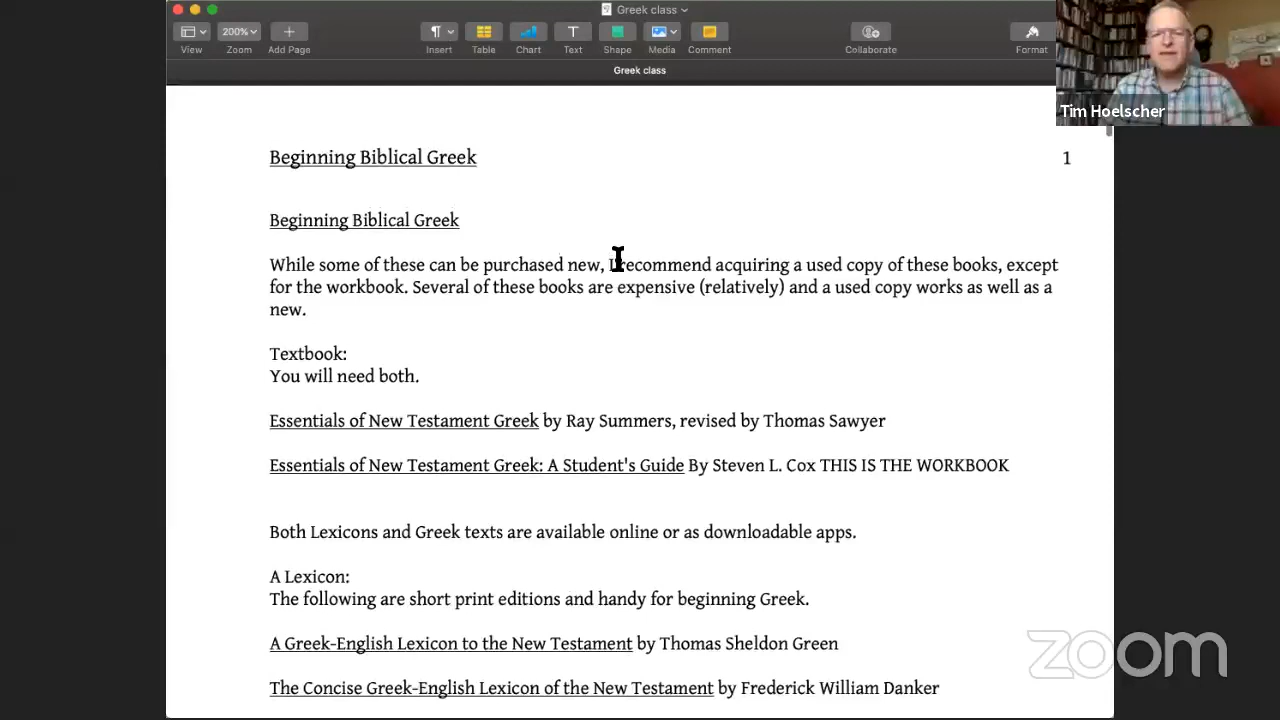 Greek class
200%
View
Zoom
Add Page
Insert
Table
Chart
Text
Shape
Media
Comment
Collaborate
Format
Greek class
Tim Hoelscher
Beginning Biblical Greek
1
Beginning Biblical Greek
While some of these can be purchased new, I recommend acquiring a used copy of these books, except
for the workbook. Several of these books are expensive (relatively) and a used copy works as well as a
new.
Textbook:
You will need both.
Essentials of New Testament Greek by Ray Summers, revised by Thomas Sawyer
Essentials of New Testament Greek: A Student's Guide By Steven L. Cox THIS IS THE WORKBOOK
Both Lexicons and Greek texts are available online or as downloadable apps.
A Lexicon:
The following are short print editions and handy for beginning Greek.
A Greek-English Lexicon to the New Testament by Thomas Sheldon Green
The Concise Greek-English Lexicon of the New Testament by Frederick William Danker
zoom